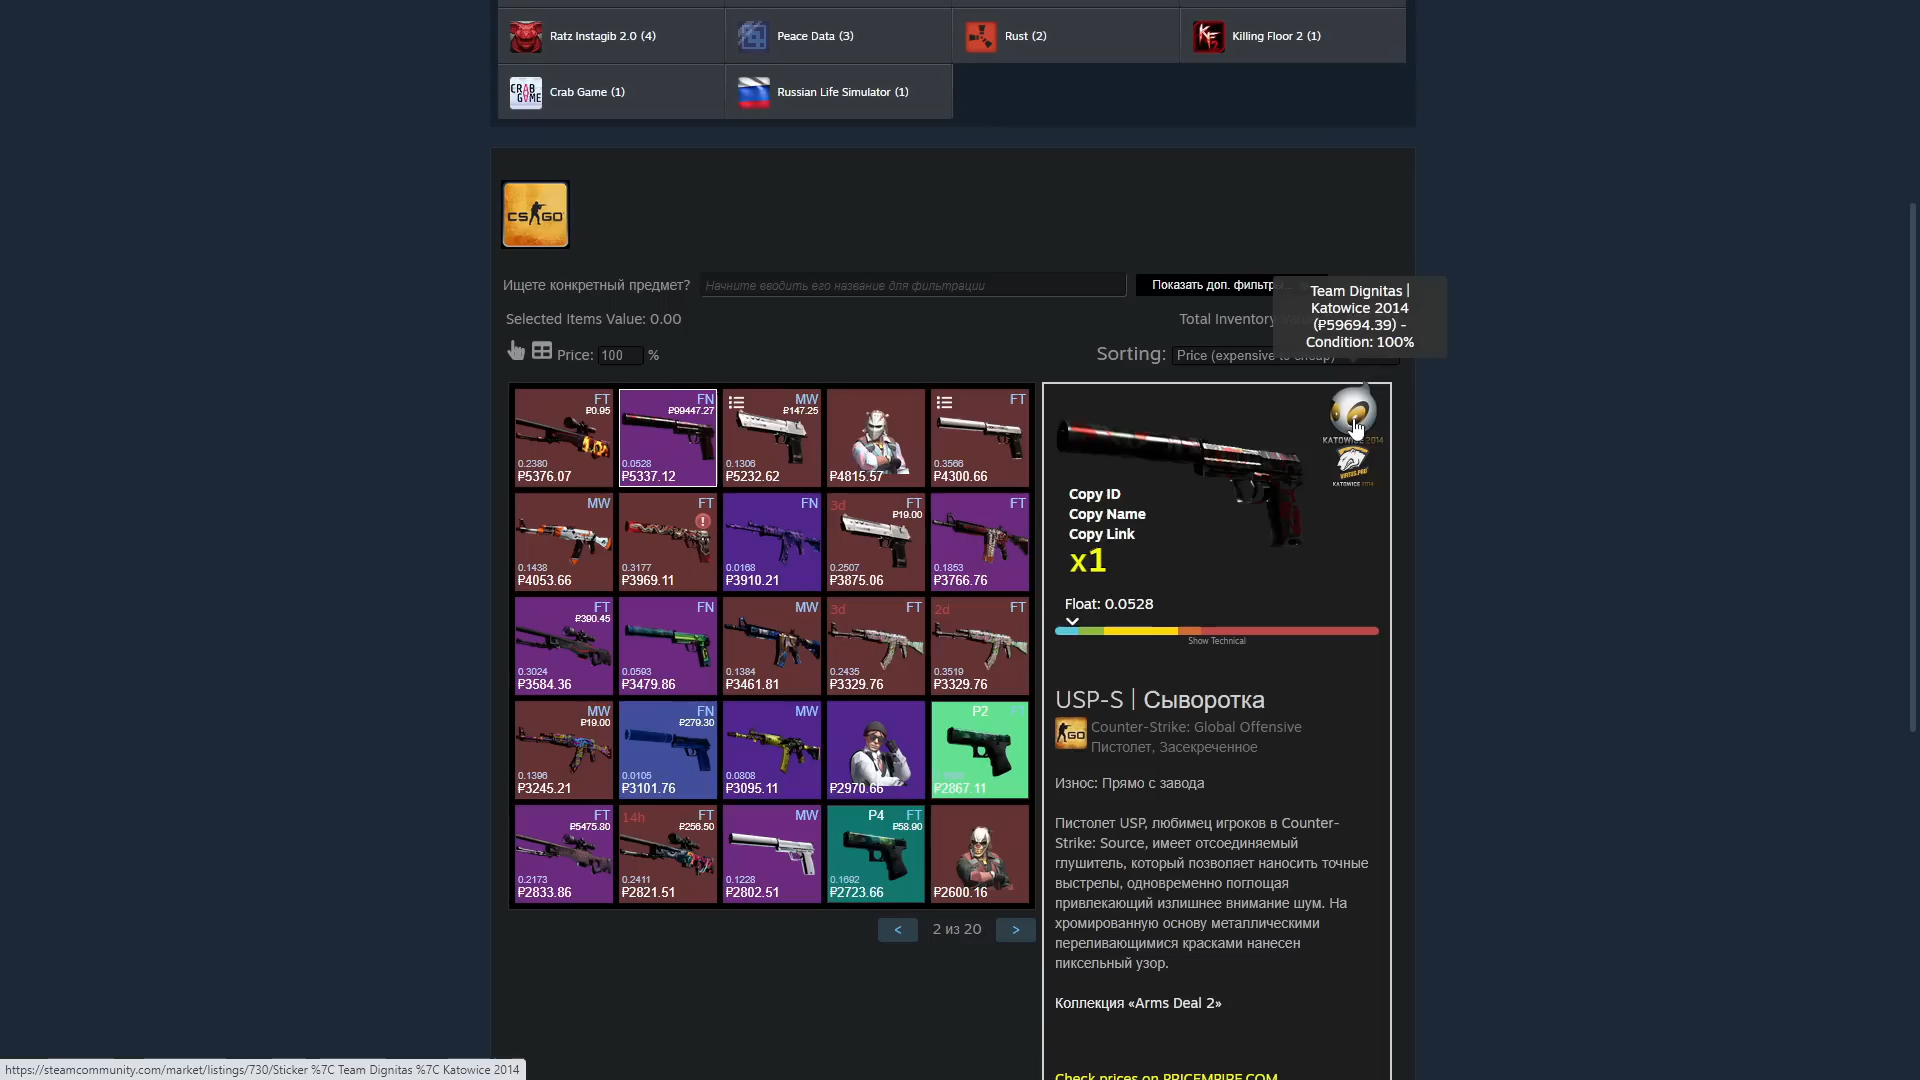 Ratz Instagib 2.0 (4)
Peace Data (3)
Rust (2)
Killing Floor 2 (1)
Crab Game (1)
Russian Life Simulator (1)
CS GO
Ищете конкретный предмет?
Начните вводить его название для фильтрации
Показать доп. фильтры...
Team Dignitas |
Katowice 2014
(₽59694.39) -
Condition: 100%
Selected Items Value: 0.00
Total Inventory
Price: 100 %
Sorting: Price (expensive to cheap)
FT
₽0.95
0.2380
₽5376.07
FN
₽99447.27
0.0528
₽5337.12
MW
₽147.25
0.1306
₽5232.62
₽4815.57
FT
0.3566
₽4300.66
MW
0.1438
₽4053.66
FT
0.3177
₽3969.11
FN
0.0168
₽3910.21
3d
FT
₽19.00
0.2507
₽3875.06
FT
0.1853
₽3766.76
FT
₽390.45
0.3024
₽3584.36
FN
0.0593
₽3479.86
MW
0.1384
₽3461.81
3d
FT
0.2435
₽3329.76
2d
FT
0.3519
₽3329.76
MW
₽19.00
0.1396
₽3245.21
FN
₽279.30
0.0105
₽3101.76
MW
0.0808
₽3095.11
₽2970.66
P2
FT
₽2867.11
FT
₽5475.80
0.2173
₽2833.86
14h
FT
₽256.50
0.2411
₽2821.51
MW
0.1228
₽2802.51
P4
FT
₽58.90
0.1692
₽2723.66
₽2600.16
< 2 из 20 >
KATOWICE 2014
VIRTUS.PRO
KATOWICE 2014
Copy ID
Copy Name
Copy Link
x1
Float: 0.0528
Show Technical
USP-S | Сыворотка
Counter-Strike: Global Offensive
Пистолет, Засекреченное
Износ: Прямо с завода
Пистолет USP, любимец игроков в Counter-
Strike: Source, имеет отсоединяемый
глушитель, который позволяет наносить точные
выстрелы, одновременно поглощая
привлекающий излишнее внимание шум. На
хромированную основу металлическими
переливающимися красками нанесен
пиксельный узор.
Коллекция «Arms Deal 2»
Check prices on PRICEMPIRE.COM
https://steamcommunity.com/market/listings/730/Sticker %7C Team Dignitas %7C Katowice 2014